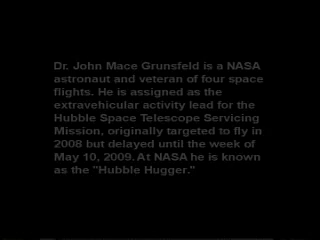 Dr. John Mace Grunsfeld is a NASA
astronaut and veteran of four space
flights. He is assigned as the
extravehicular activity lead for the
Hubble Space Telescope Servicing
Mission, originally targeted to fly in
2008 but delayed until the week of
May 10, 2009. At NASA he is known
as the "Hubble Hugger."